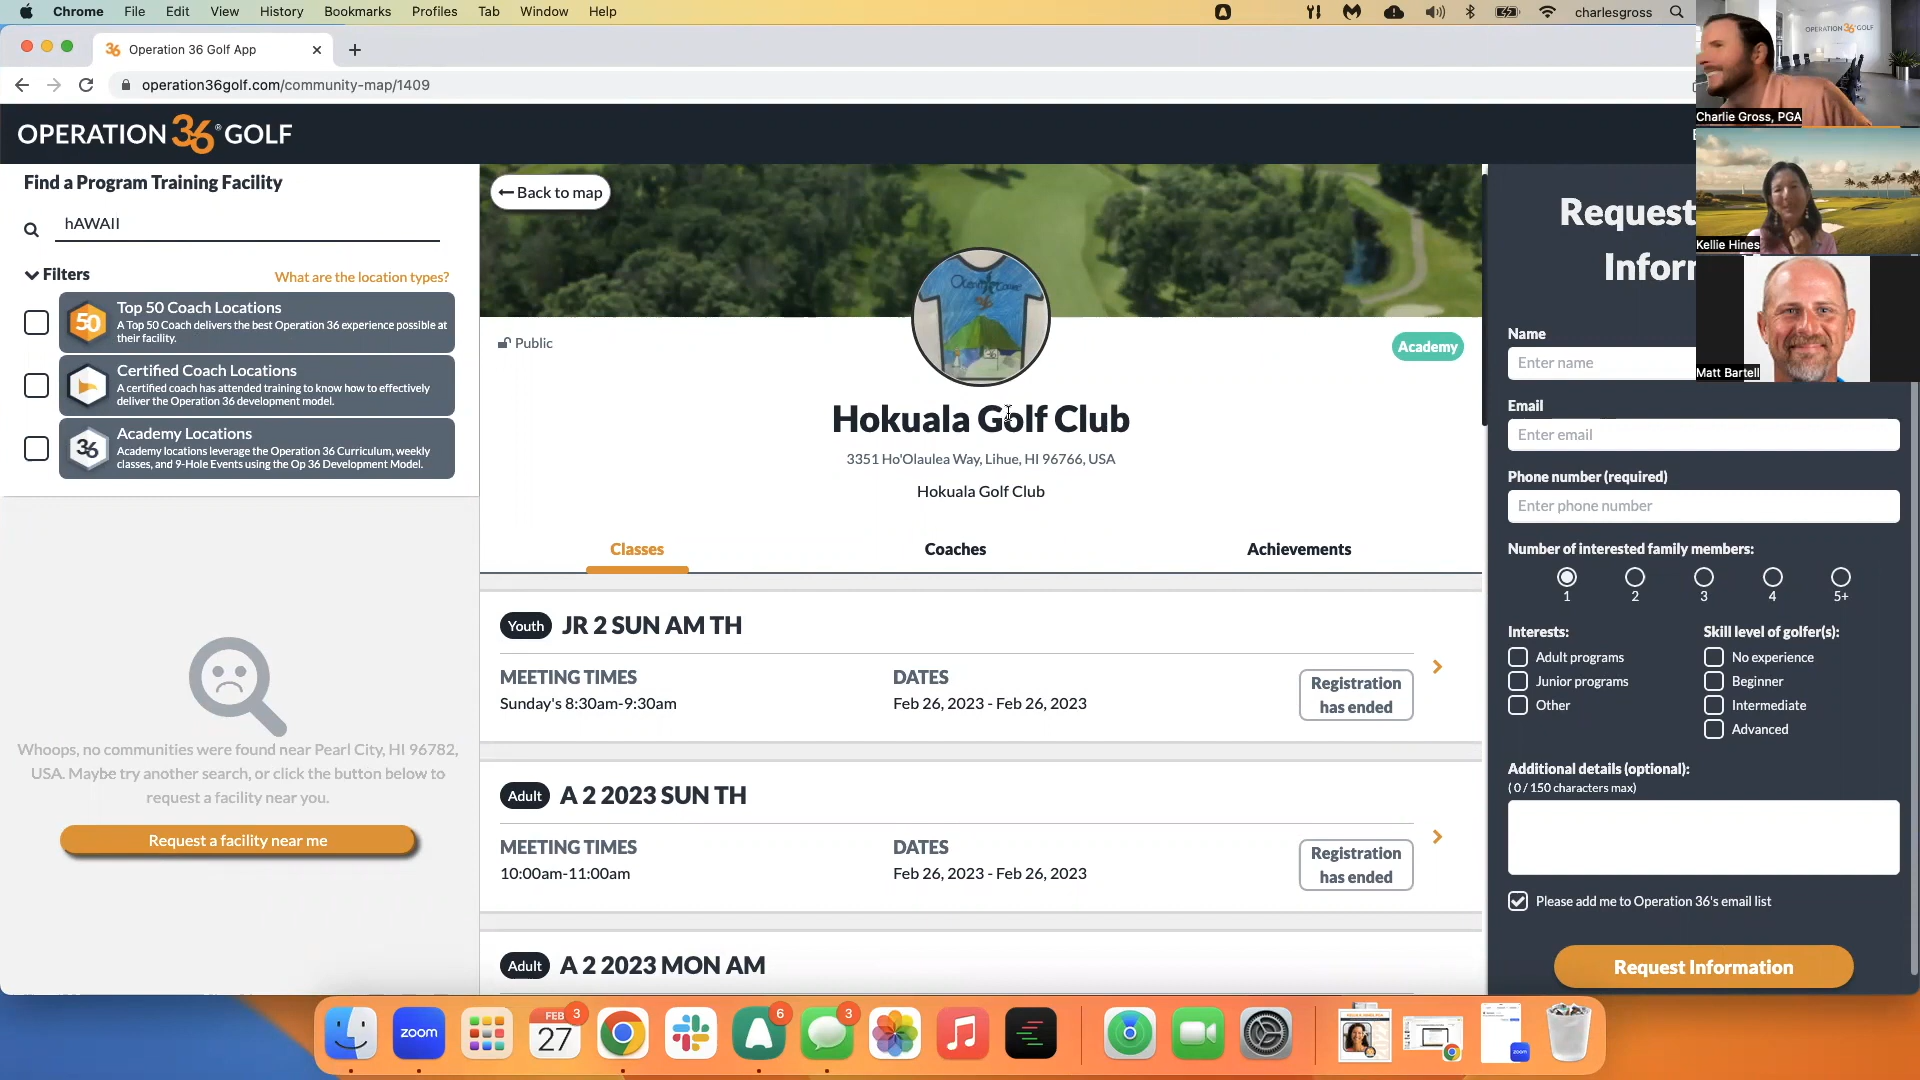 Chrome File Edit View History Bookmarks Profiles Tab Window Help
charlesgross
Operation 36 Golf App
operation36golf.com/community-map/1409
OPERATION 36 GOLF
Find a Program Training Facility
hAWAII
Filters
What are the location types?
50
Top 50 Coach Locations
A Top 50 Coach delivers the best Operation 36 experience possible at
their facility.
Certified Coach Locations
A certified coach has attended training to know how to effectively
deliver the Operation 36 development model.
36
Academy Locations
Academy locations leverage the Operation 36 Curriculum, weekly
classes, and 9-Hole Events using the Op 36 Development Model.
Whoops, no communities were found near Pearl City, HI 96782,
USA. Maybe try another search, or click the button below to
request a facility near you.
Request a facility near me
Back to map
Public
Academy
Hokuala Golf Club
3351 Ho'Olaulea Way, Lihue, HI 96766, USA
Hokuala Golf Club
Classes Coaches Achievements
Youth JR 2 SUN AM TH
MEETING TIMES DATES
Sunday's 8:30am-9:30am Feb 26, 2023 - Feb 26, 2023
Registration
has ended
Adult A 2 2023 SUN TH
MEETING TIMES DATES
10:00am-11:00am Feb 26, 2023 - Feb 26, 2023
Registration
has ended
Adult A 2 2023 MON AM
Request
Infor
Name
Enter name
Email
Enter email
Phone number (required)
Enter phone number
Number of interested family members:
1 2 3 4 5+
Interests: Skill level of golfer(s):
Adult programs No experience
Junior programs Beginner
Other Intermediate
Advanced
Additional details (optional):
( 0 / 150 characters max)
Please add me to Operation 36's email list
Request Information
OPERATION 36 GOLF
Charlie Gross, PGA
Kellie Hines
Matt Bartell
zoom
FEB
27
3
6
3
zoom